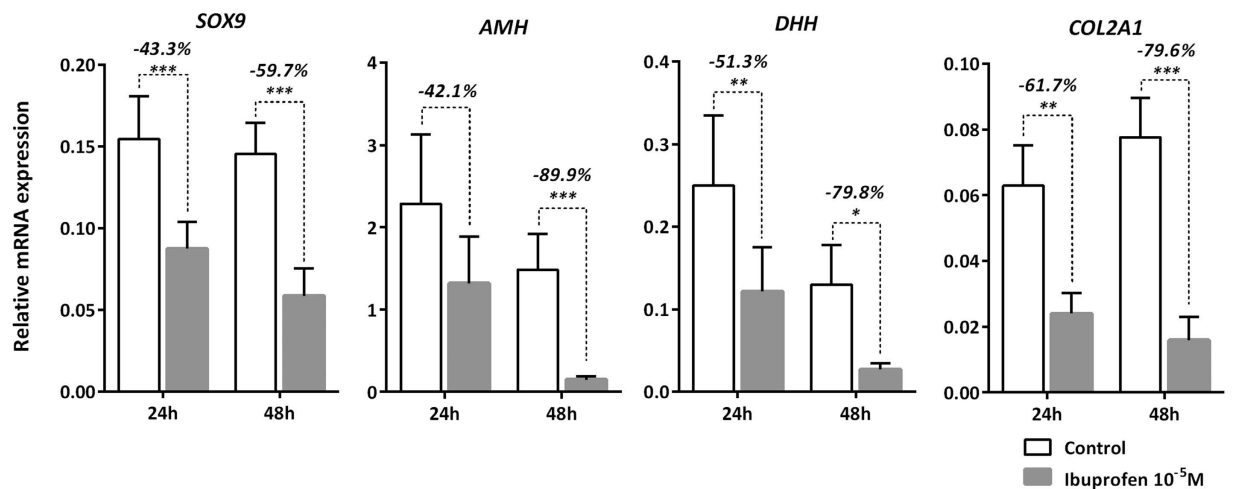 SOX9
AMH
DHH
COL2A1
Relative mRNA expression
0.20
0.15
0.10
0.05
0.00
-43.3%
***
-59.7%
***
24h
48h
4
3
2
1
0
-42.1%
-89.9%
***
24h
48h
0.4
0.3
0.2
0.1
0.0
-51.3%
**
-79.8%
*
24h
48h
0.10
0.08
0.06
0.04
0.02
0.00
-61.7%
**
-79.6%
***
24h
48h
Control
Ibuprofen 10⁻⁵M